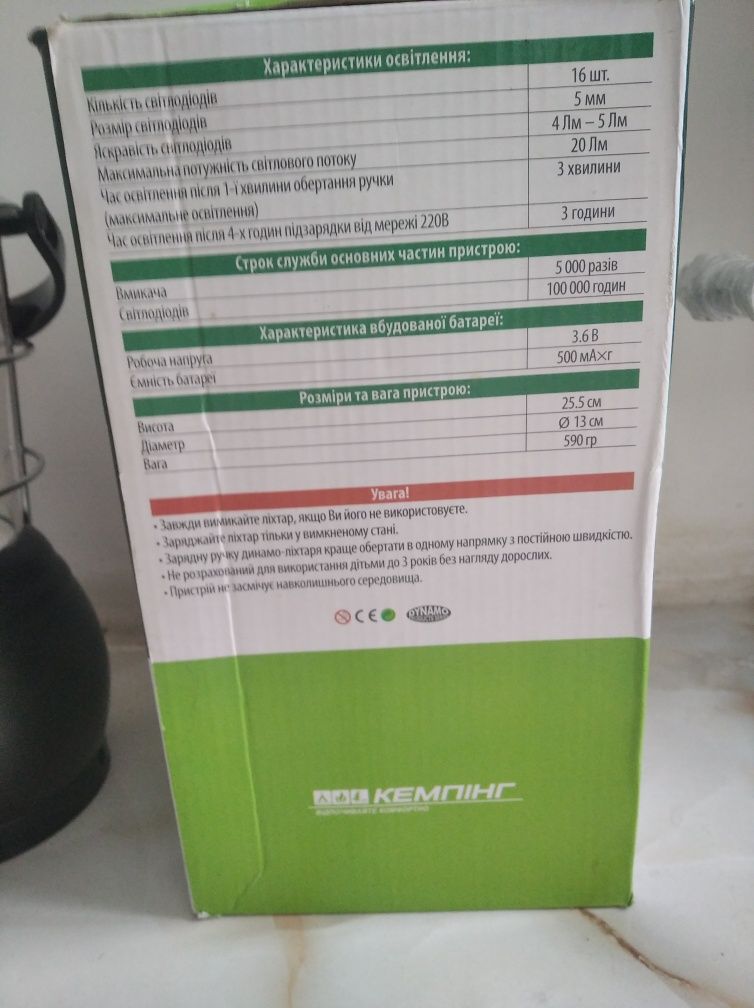 Характеристики освітлення:
Кількість світлодіодів 16 шт.
Розмір світлодіодів 5 мм
Яскравість світлодіодів 4 Лм – 5 Лм
Максимальна потужність світлового потоку 20 Лм
Час освітлення після 1-ї хвилини обертання ручки 3 хвилини
(максимальне освітлення)
Час освітлення після 4-х годин підзарядки від мережі 220В 3 години
Строк служби основних частин пристрою:
Вмикача 5 000 разів
Світлодіодів 100 000 годин
Характеристика вбудованої батареї:
Робоча напруга 3.6 В
Ємність батареї 500 мА×г
Розміри та вага пристрою:
Висота 25.5 см
Діаметр Ø 13 см
Вага 590 гр
Увага!
• Завжди вимикайте ліхтар, якщо Ви його не використовуєте.
• Заряджайте ліхтар тільки у вимкненому стані.
• Зарядну ручку динамо-ліхтаря краще обертати в одному напрямку з постійною швидкістю.
• Не розрахований для використання дітьми до 3 років без нагляду дорослих.
• Пристрій не засмічує навколишнього середовища.
CE DYNAMO
КЕМПІНГ
ВІДПОЧИВАЙТЕ КОМФОРТНО